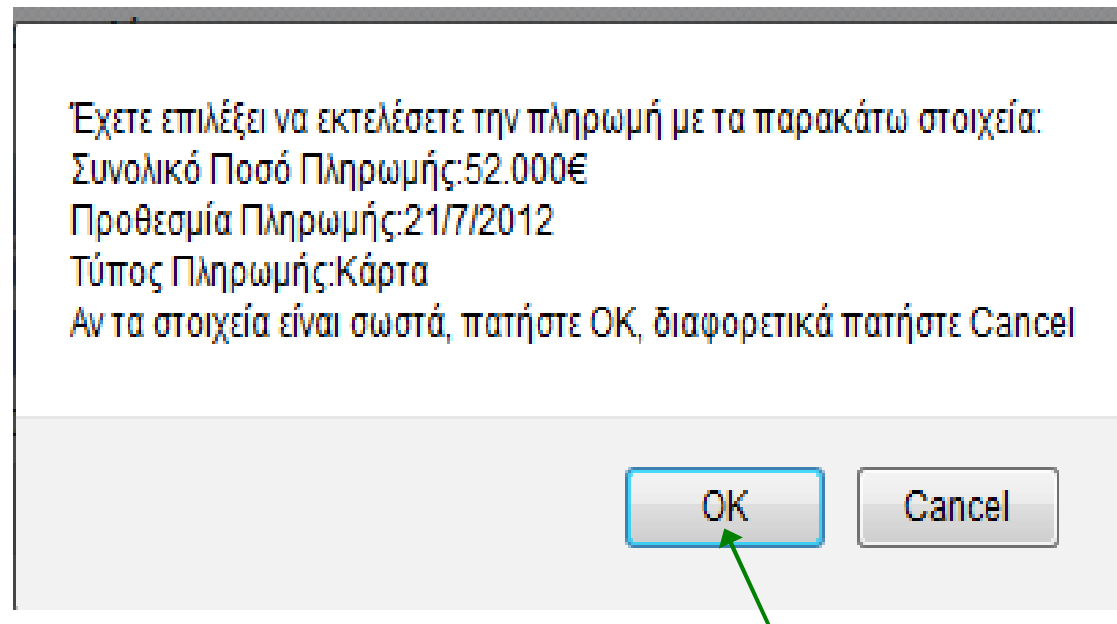 Έχετε επιλέξει να εκτελέσετε την πληρωμή με τα παρακάτω στοιχεία:
Συνολικό Ποσό Πληρωμής:52.000€
Προθεσμία Πληρωμής:21/7/2012
Τύπος Πληρωμής:Κάρτα
Αν τα στοιχεία είναι σωστά, πατήστε OK, διαφορετικά πατήστε Cancel
OK Cancel